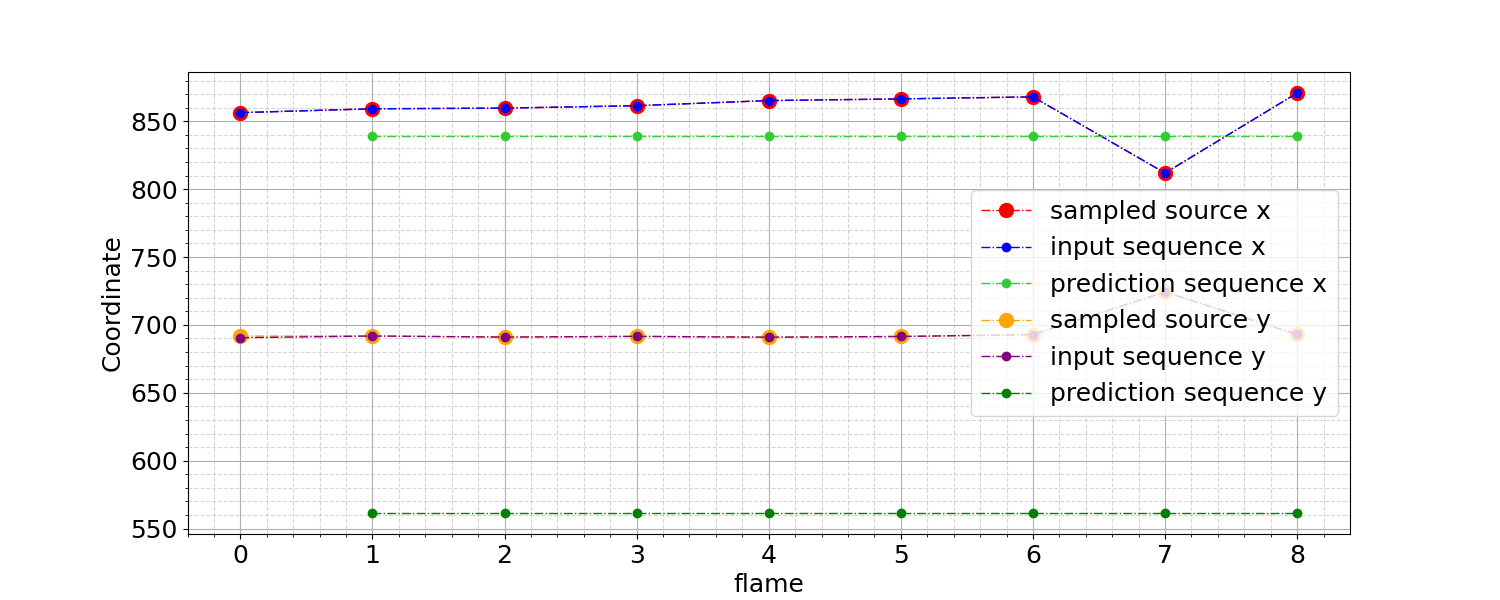 850
800
750
700
650
600
550
Coordinate
0 1 2 3 4 5 6 7 8
flame
sampled source x
input sequence x
prediction sequence x
sampled source y
input sequence y
prediction sequence y